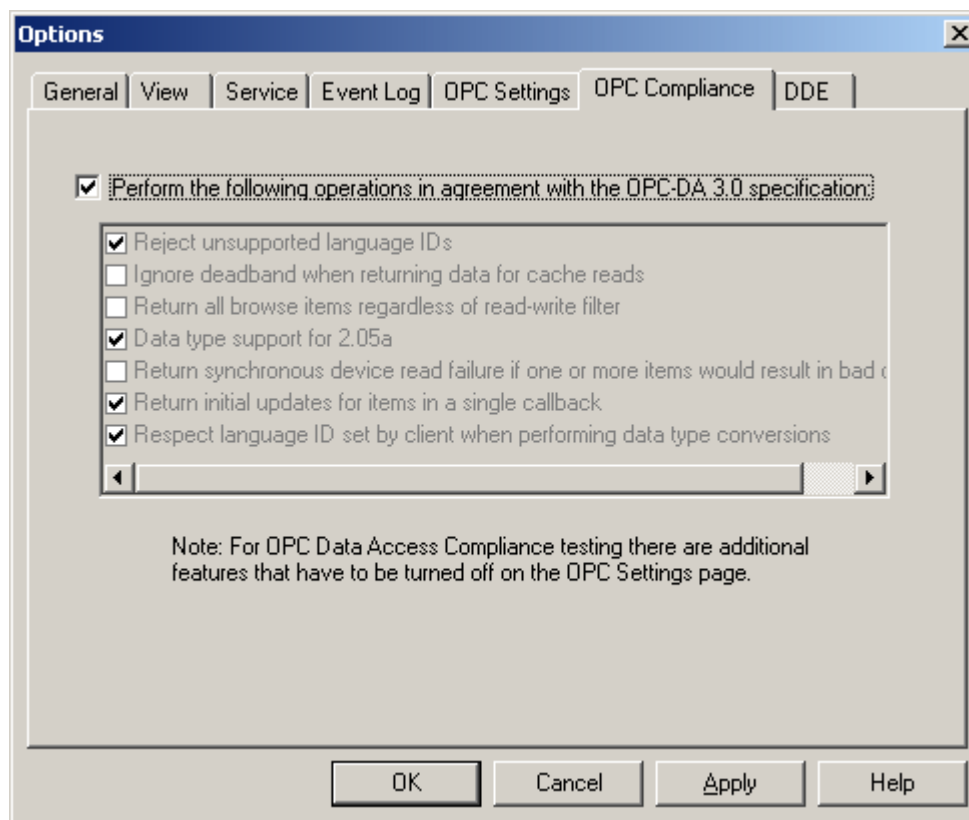 Options
General View Service Event Log OPC Settings OPC Compliance DDE
Perform the following operations in agreement with the OPC-DA 3.0 specification:
Reject unsupported language IDs
Ignore deadband when returning data for cache reads
Return all browse items regardless of read-write filter
Data type support for 2.05a
Return synchronous device read failure if one or more items would result in bad
Return initial updates for items in a single callback
Respect language ID set by client when performing data type conversions
Note: For OPC Data Access Compliance testing there are additional
features that have to be turned off on the OPC Settings page.
OK Cancel Apply Help